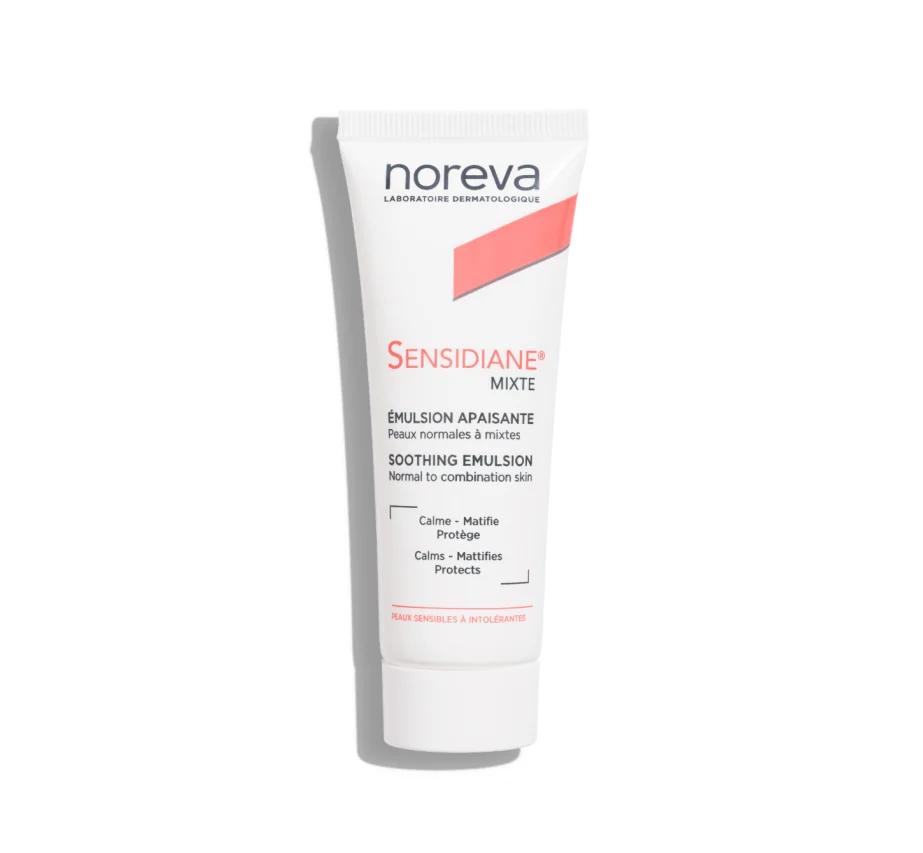 noreva
LABORATOIRE DERMATOLOGIQUE
SENSIDIANE®
MIXTE
ÉMULSION APAISANTE
Peaux normales à mixtes
SOOTHING EMULSION
Normal to combination skin
Calme - Matifie
Protège
Calms - Mattifies
Protects
PEAUX SENSIBLES À INTOLÉRANTES